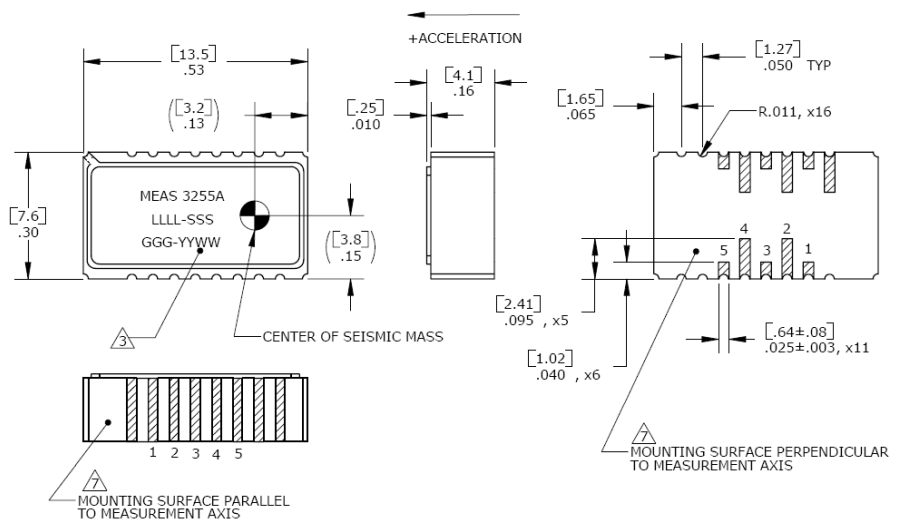 +ACCELERATION
[13.5]
.53
([3.2]
.13)
[4.1]
.16
[.25]
.010
[1.27]
.050 TYP
[1.65]
.065
R.011, x16
MEAS 3255A
LLLL-SSS
GGG-YYWW
[7.6]
.30
([3.8]
.15)
3
CENTER OF SEISMIC MASS
4 2
5 3 1
[2.41]
.095 , x5
[1.02]
.040 , x6
[.64±.08]
.025±.003, x11
7
MOUNTING SURFACE PERPENDICULAR
TO MEASUREMENT AXIS
1 2 3 4 5
7
MOUNTING SURFACE PARALLEL
TO MEASUREMENT AXIS